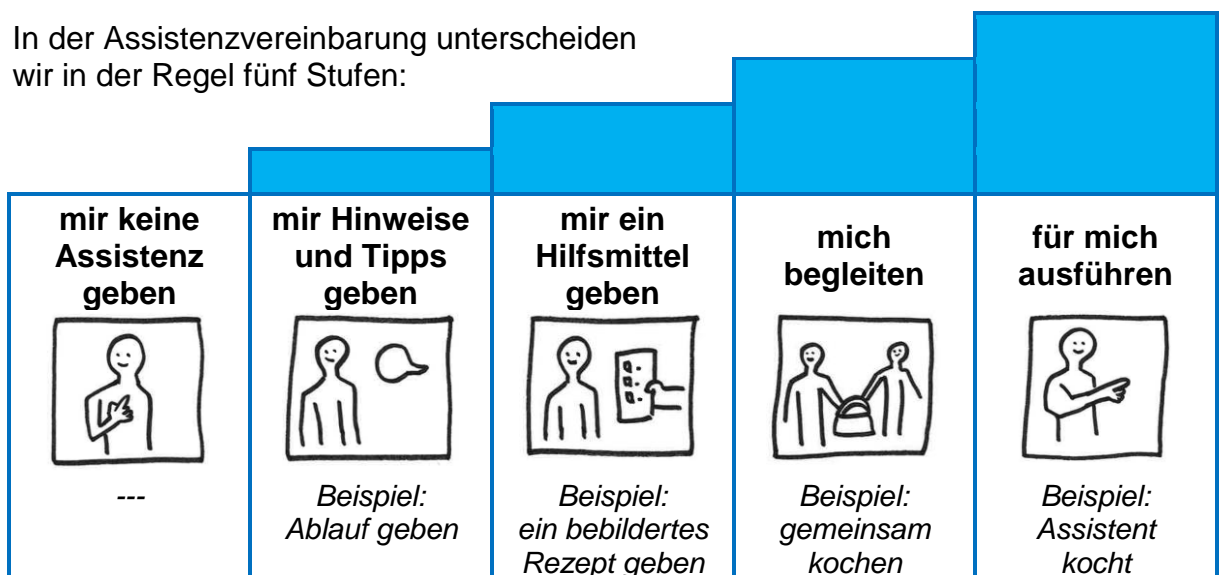 In der Assistenzvereinbarung unterscheiden
wir in der Regel fünf Stufen:
mir keine
Assistenz
geben
---
mir Hinweise
und Tipps
geben
Beispiel:
Ablauf geben
mir ein
Hilfsmittel
geben
Beispiel:
ein bebildertes
Rezept geben
mich
begleiten
Beispiel:
gemeinsam
kochen
für mich
ausführen
Beispiel:
Assistent
kocht